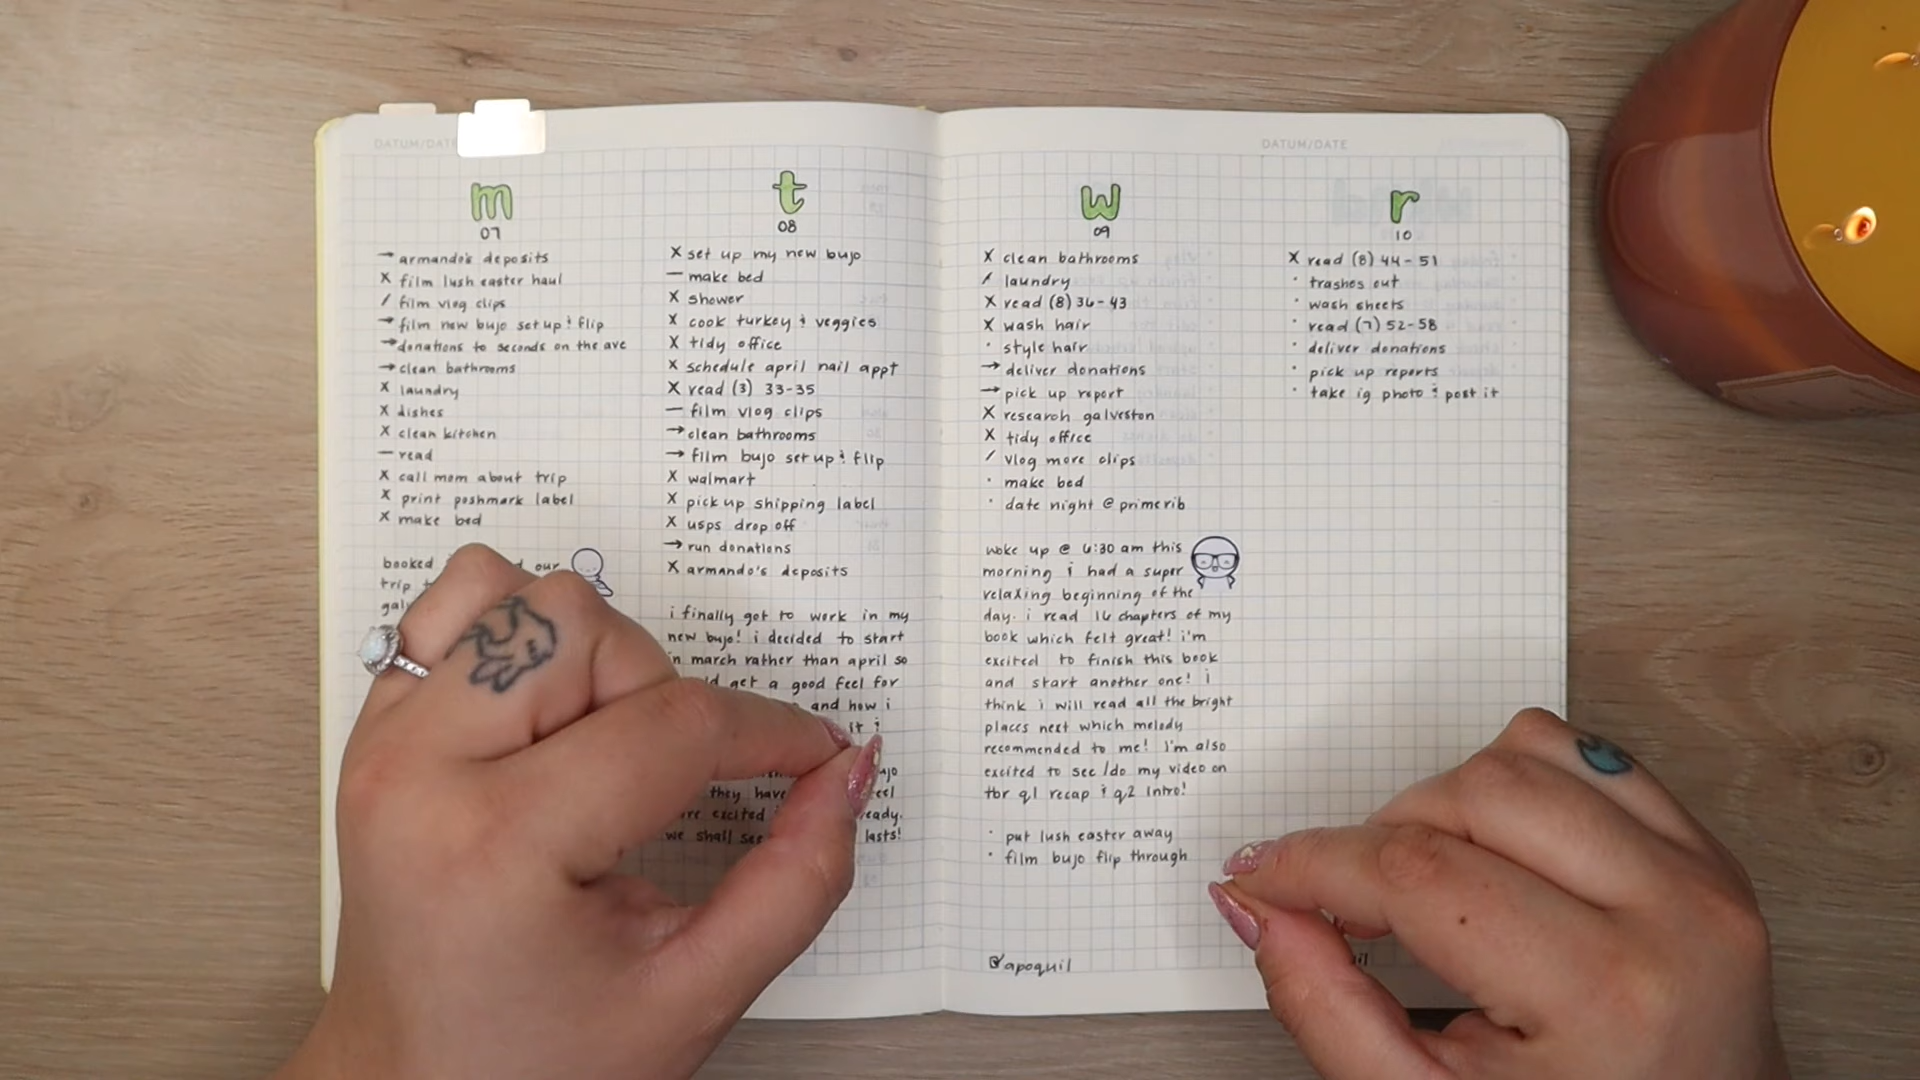 DATUM/DATE
m
07
→ armando's deposits
X film lush easter haul
/ film vlog clips
→ film new bujo set up & flip
→ donations to seconds on the ave
→ clean bathrooms
X laundry
X dishes
X clean kitchen
— read
X call mom about trip
X print poshmark label
X make bed
booked our
trip
t
08
X set up my new bujo
— make bed
X shower
X cook turkey & veggies
X tidy office
X schedule april nail appt
X read (3) 33-35
— film vlog clips
→ clean bathrooms
→ film bujo set up & flip
X walmart
X pick up shipping label
X usps drop off
→ run donations
X armando's deposits
i finally got to work in my
new bujo! i decided to start
in march rather than april so
get a good feel for
and how i
it &
they have
excited ready.
we shall see lasts!
DATUM/DATE
w
09
X clean bathrooms
/ laundry
X read (8) 36-43
X wash hair
· style hair
→ deliver donations
→ pick up report
X research galveston
X tidy office
/ vlog more clips
· make bed
· date night @ prime rib
woke up @ 6:30 am this
morning & had a super
relaxing beginning of the
day. i read 16 chapters of my
book which felt great! i'm
excited to finish this book
and start another one! i
think i will read all the bright
places next which melody
recommended to me! i'm also
excited to see/do my video on
tbr q1 recap & q2 intro!
· put lush easter away
· film bujo flip through
☑ apoquil
r
10
X read (8) 44-51
· trashes out
· wash sheets
· read (7) 52-58
· deliver donations
· pick up reports
· take ig photo & post it